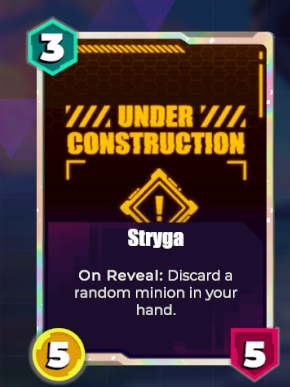 3
/// UNDER ///
CONSTRUCTION
!
Stryga
On Reveal: Discard a
random minion in your
hand.
5 5